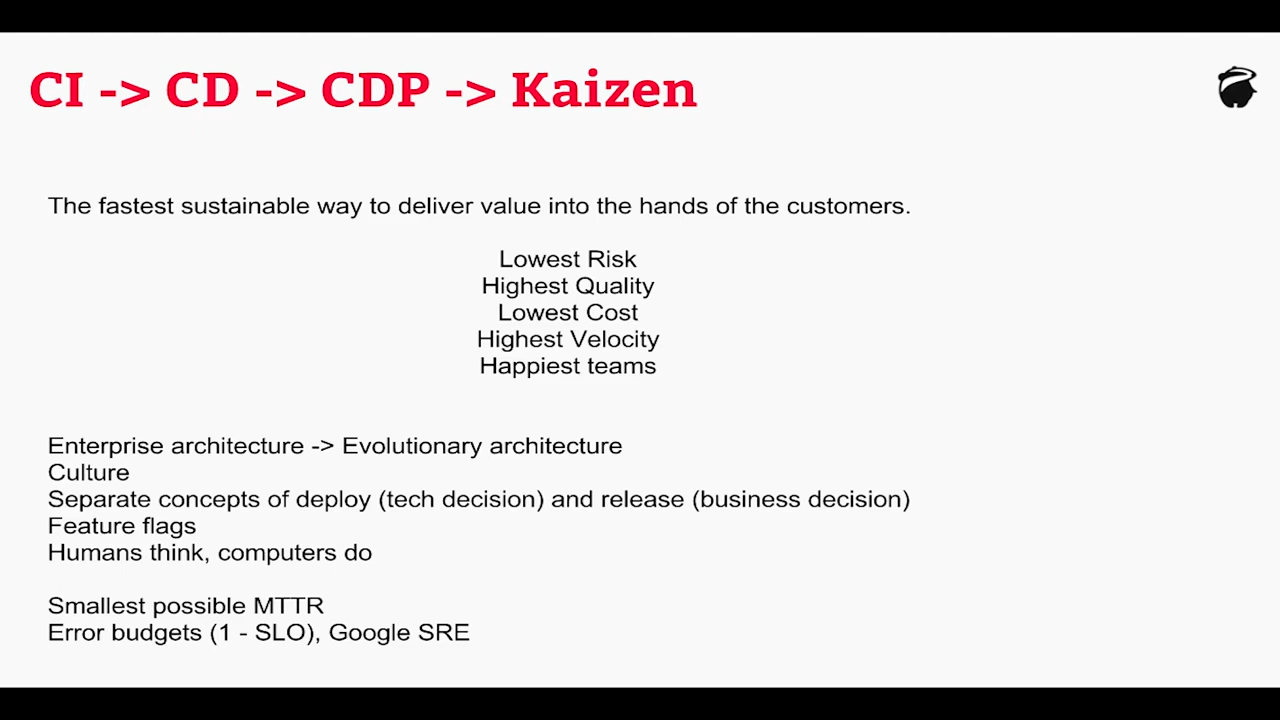 CI -> CD -> CDP -> Kaizen
The fastest sustainable way to deliver value into the hands of the customers.
Lowest Risk
Highest Quality
Lowest Cost
Highest Velocity
Happiest teams
Enterprise architecture -> Evolutionary architecture
Culture
Separate concepts of deploy (tech decision) and release (business decision)
Feature flags
Humans think, computers do
Smallest possible MTTR
Error budgets (1 - SLO), Google SRE